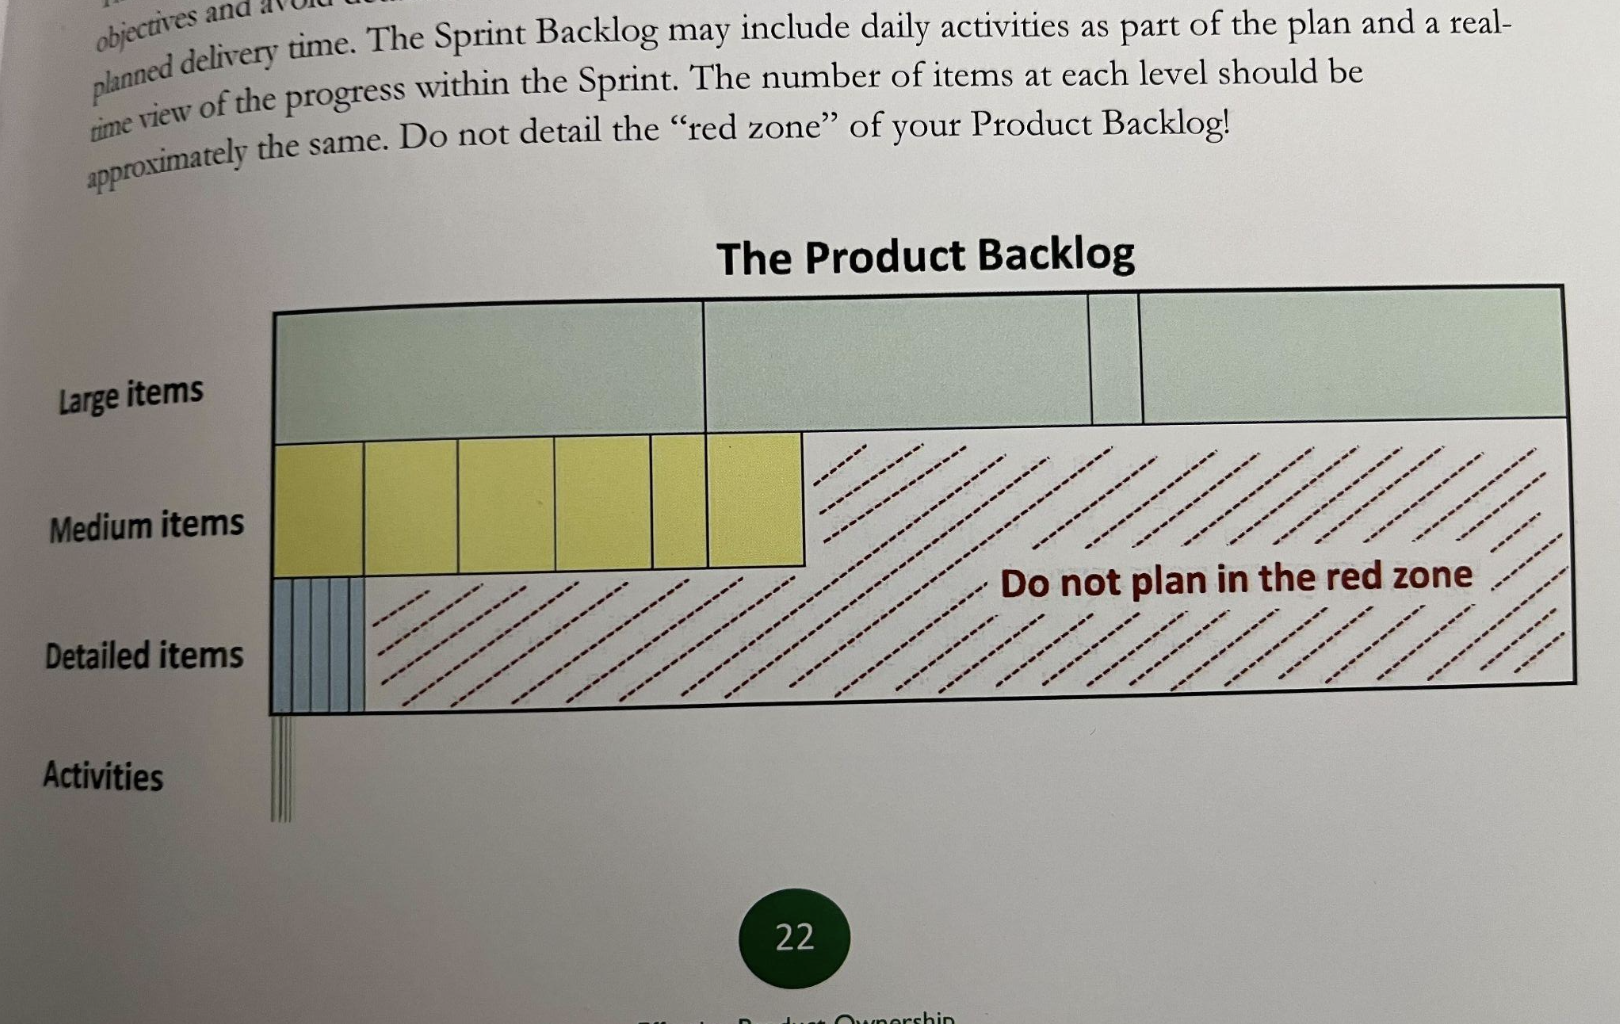 objectives and avoid
planned delivery time. The Sprint Backlog may include daily activities as part of the plan and a real-
time view of the progress within the Sprint. The number of items at each level should be
approximately the same. Do not detail the “red zone” of your Product Backlog!
The Product Backlog
Large items
Medium items
Do not plan in the red zone
Detailed items
Activities
22
Product Ownership